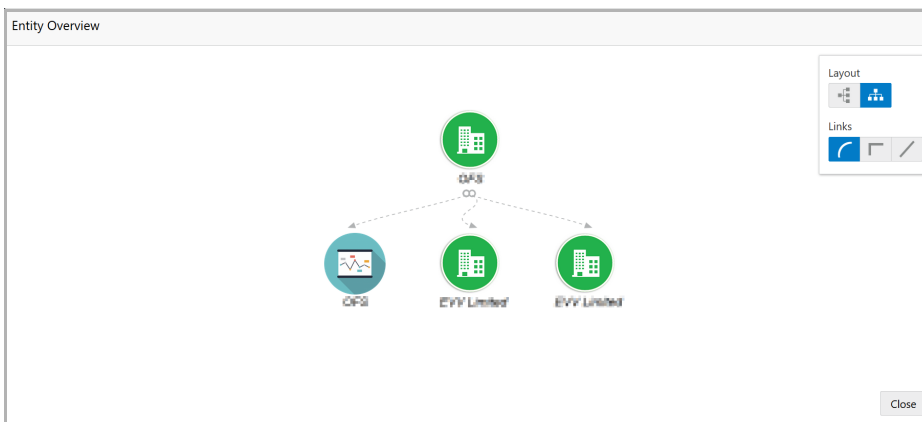 Entity Overview
Layout
Links
OFS
OFS
EVV Limited
EVV Limited
Close